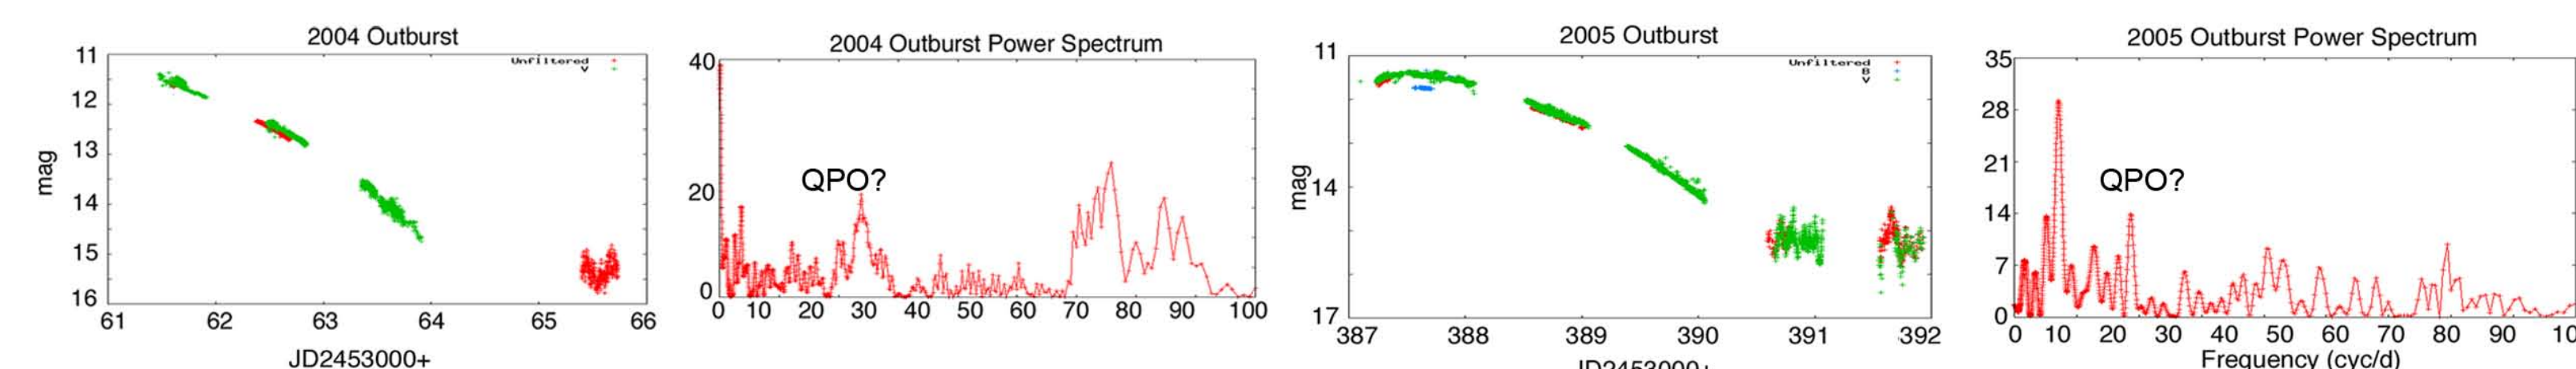 2004 Outburst
11
12
13
14
15
16
mag
Unfiltered
V
61 62 63 64 65 66
JD2453000+
2004 Outburst Power Spectrum
40
20
0
QPO?
0 10 20 30 40 50 60 70 80 90 100
2005 Outburst
11
14
17
mag
Unfiltered
B
V
387 388 389 390 391 392
JD2453000+
2005 Outburst Power Spectrum
35
28
21
14
7
0
QPO?
0 10 20 30 40 50 60 70 80 90 10
Frequency (cyc/d)